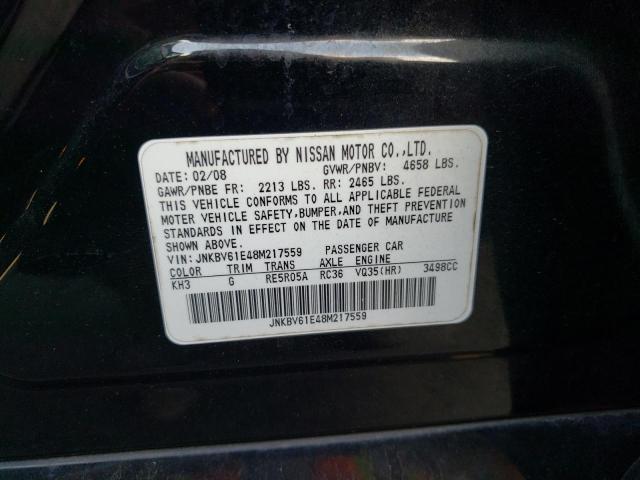 MANUFACTURED BY NISSAN MOTOR CO.,LTD.
DATE: 02/08 GVWR/PNBV: 4658 LBS.
GAWR/PNBE FR: 2213 LBS. RR: 2465 LBS.
THIS VEHICLE CONFORMS TO ALL APPLICABLE FEDERAL
MOTOR VEHICLE SAFETY,BUMPER,AND THEFT PREVENTION
STANDARDS IN EFFECT ON THE DATE OF MANUFACTURE
SHOWN ABOVE.
VIN: JNKBV61E48M217559 PASSENGER CAR
COLOR TRIM TRANS AXLE ENGINE
KH3 G RE5R05A RC36 VQ35(HR) 3498CC
JNKBV61E48M217559